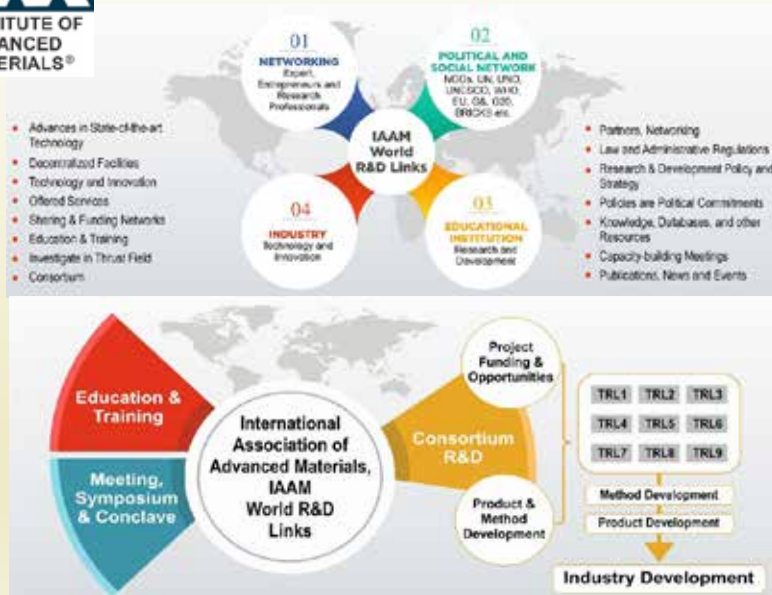 ITUTE OF
ANCED
ERIALS®
01
NETWORKING
Expert,
Entrepreneurs and
Research
Professionals
02
POLITICAL AND
SOCIAL NETWORK
NGOs, UN, UNO,
UNESCO, WHO,
EU, G8, G20,
BRICKS etc.
IAAM
World
R&D Links
04
INDUSTRY
Technology and
Innovation
03
EDUCATIONAL
INSTITUTION
Research and
Development
• Advances in State-of-the-art
Technology
• Decentralized Facilities
• Technology and Innovation
• Offered Services
• Sharing & Funding Networks
• Education & Training
• Investigate in Thrust Field
• Consortium
• Partners, Networking
• Law and Administrative Regulations
• Research & Development Policy and
Strategy
• Policies are Political Commitments
• Knowledge, Databases, and other
Resources
• Capacity-building Meetings
• Publications, News and Events
Education &
Training
Meeting,
Symposium
& Conclave
International
Association of
Advanced Materials,
IAAM
World R&D
Links
Consortium
R&D
Project
Funding &
Opportunities
Product &
Method
Development
TRL1 TRL2 TRL3
TRL4 TRL5 TRL6
TRL7 TRL8 TRL9
Method Development
Product Development
Industry Development